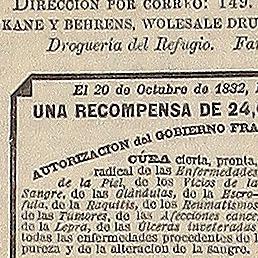 DIRECCION POR CORREO: 149.
KANE Y BEHRENS, WOLESALE DRU
Droguería del Refugio. Fa
El 20 de Octubre de 1832,
UNA RECOMPENSA DE 24,
AUTORIZACION del GOBIERNO FRA
CURA cierta, pronta,
radical de las Enfermedades
de la Piel, de los Vicios de la
Sangre, de las Glándulas, de la Escro-
fula, de la Raquitis, de los Reumatismos
de los Tumores, de las Afecciones cance
de la Lepra, de las Ulceras inveteradas
todas las enfermedades procedentes de l
pureza y de la alteracion de la sangre.